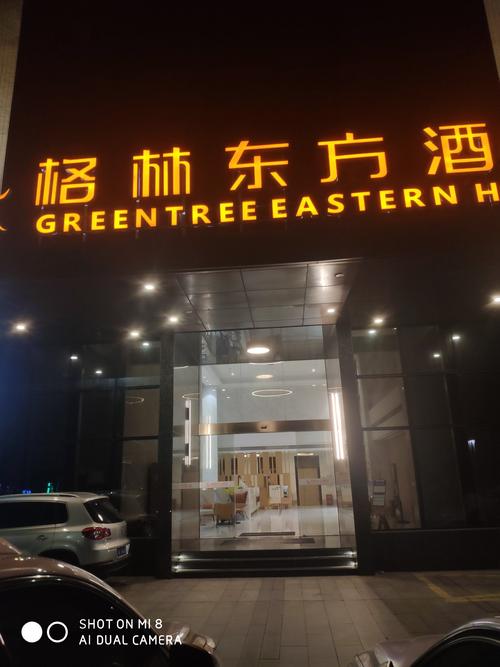 格林东方酒
GREENTREE EASTERN H
SHOT ON MI 8
AI DUAL CAMERA